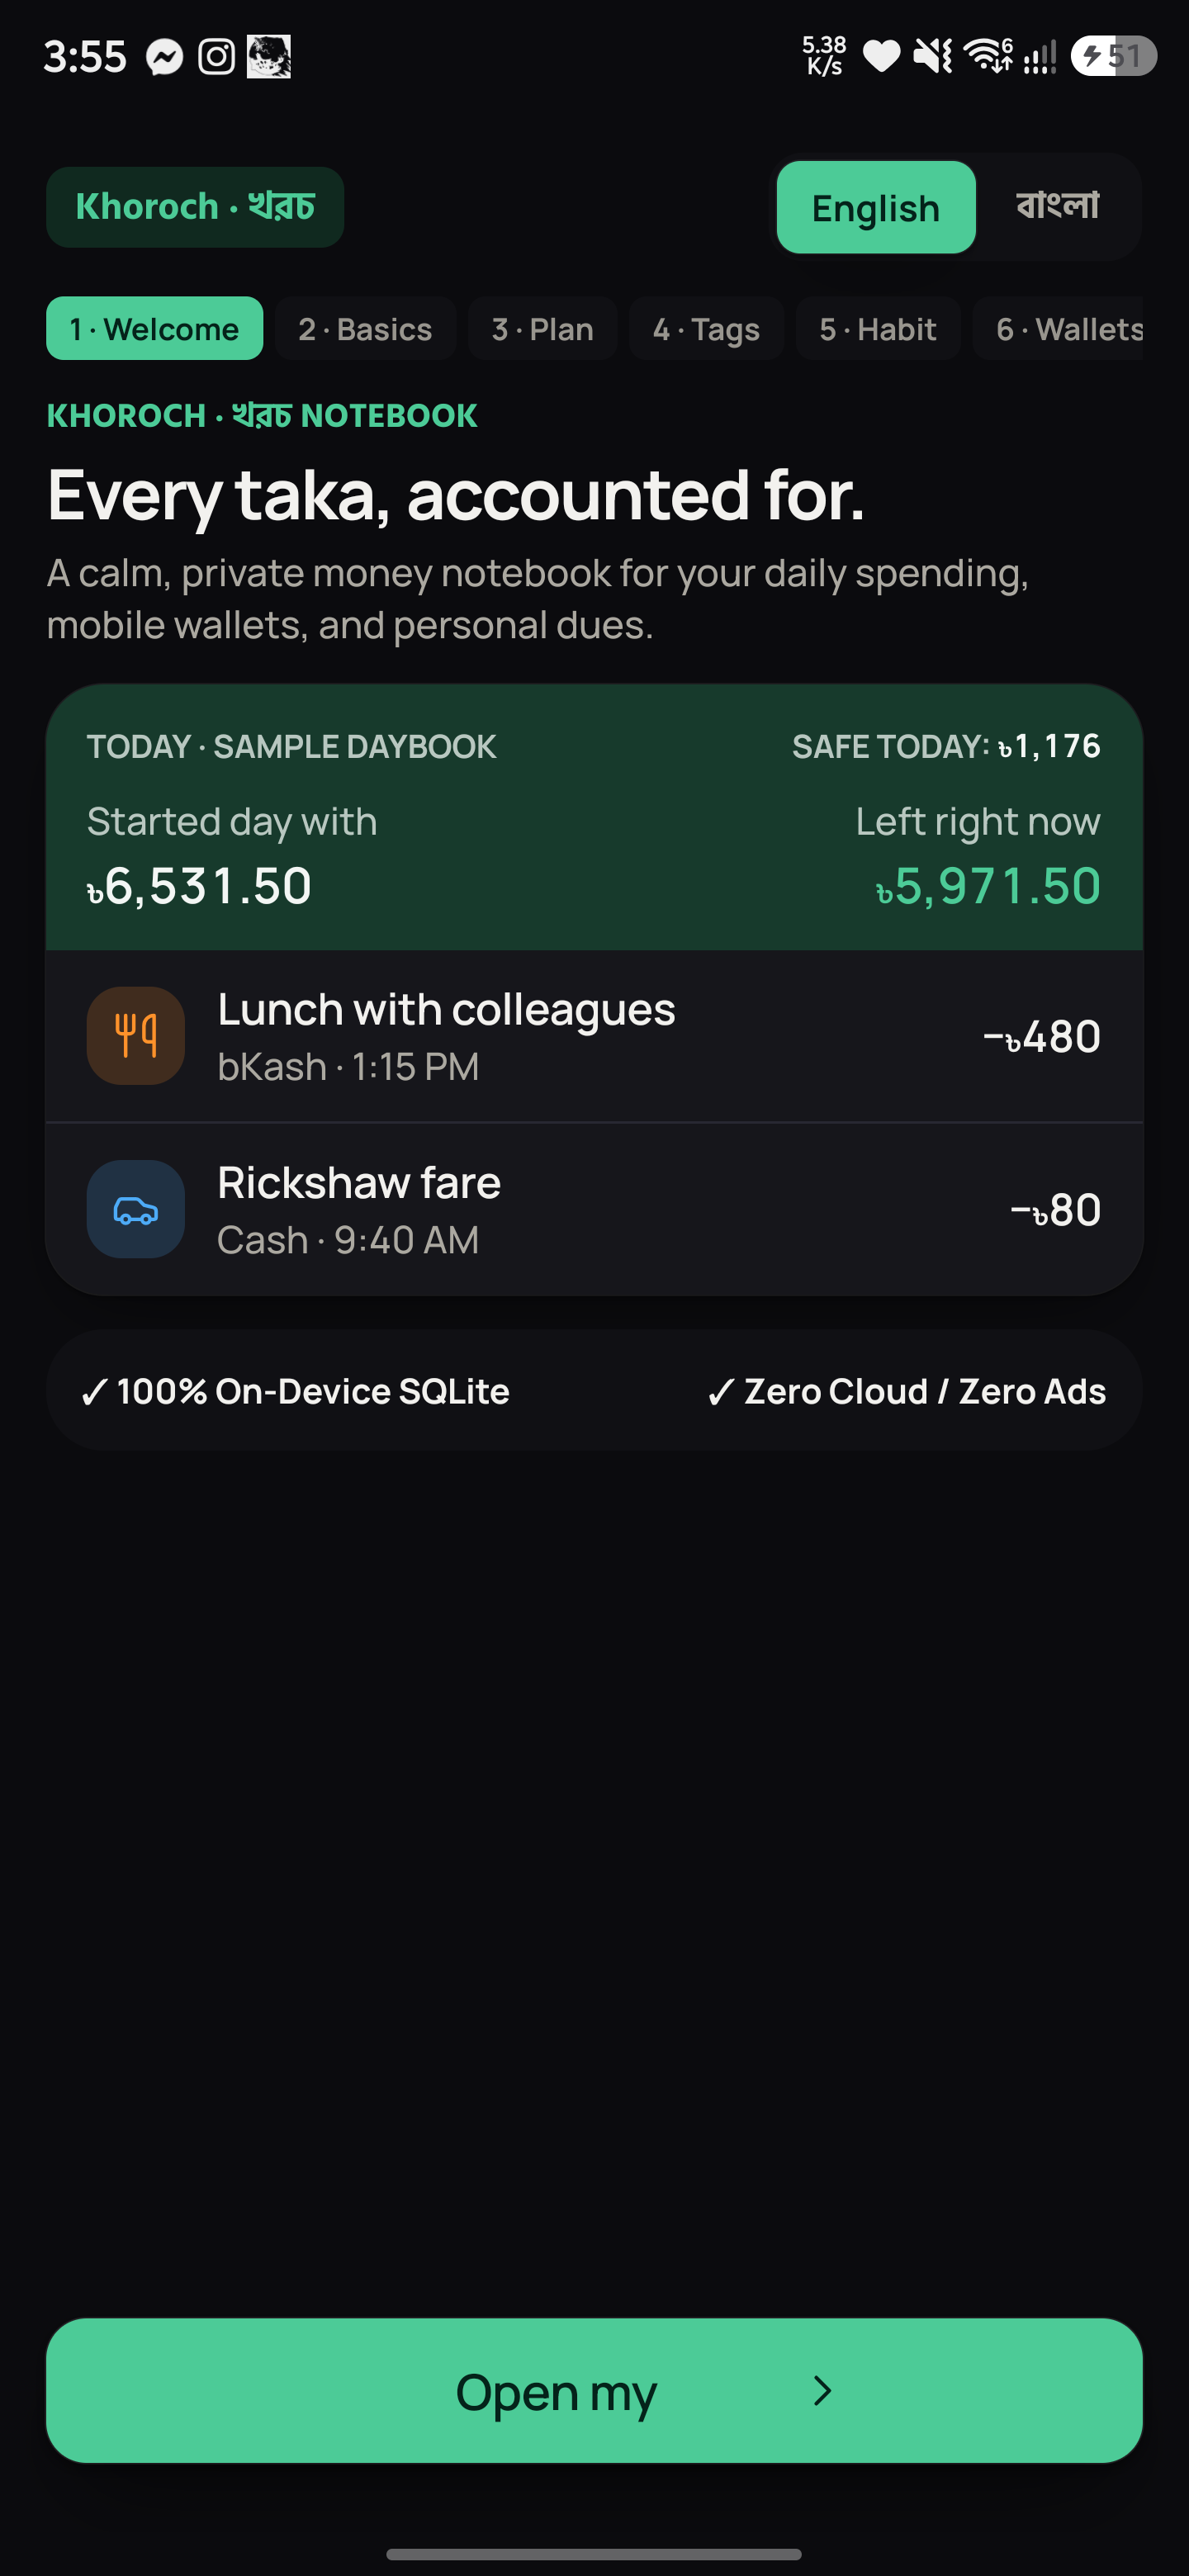 3:55
5.38 K/s
6
51
Khoroch · খরচ
English
বাংলা
1 · Welcome
2 · Basics
3 · Plan
4 · Tags
5 · Habit
6 · Wallets
KHOROCH · খরচ NOTEBOOK
Every taka, accounted for.
A calm, private money notebook for your daily spending,
mobile wallets, and personal dues.
TODAY · SAMPLE DAYBOOK
SAFE TODAY: ৳1,176
Started day with
Left right now
৳6,531.50
৳5,971.50
Lunch with colleagues
bKash · 1:15 PM
−৳480
Rickshaw fare
Cash · 9:40 AM
−৳80
✓ 100% On-Device SQLite
✓ Zero Cloud / Zero Ads
Open my